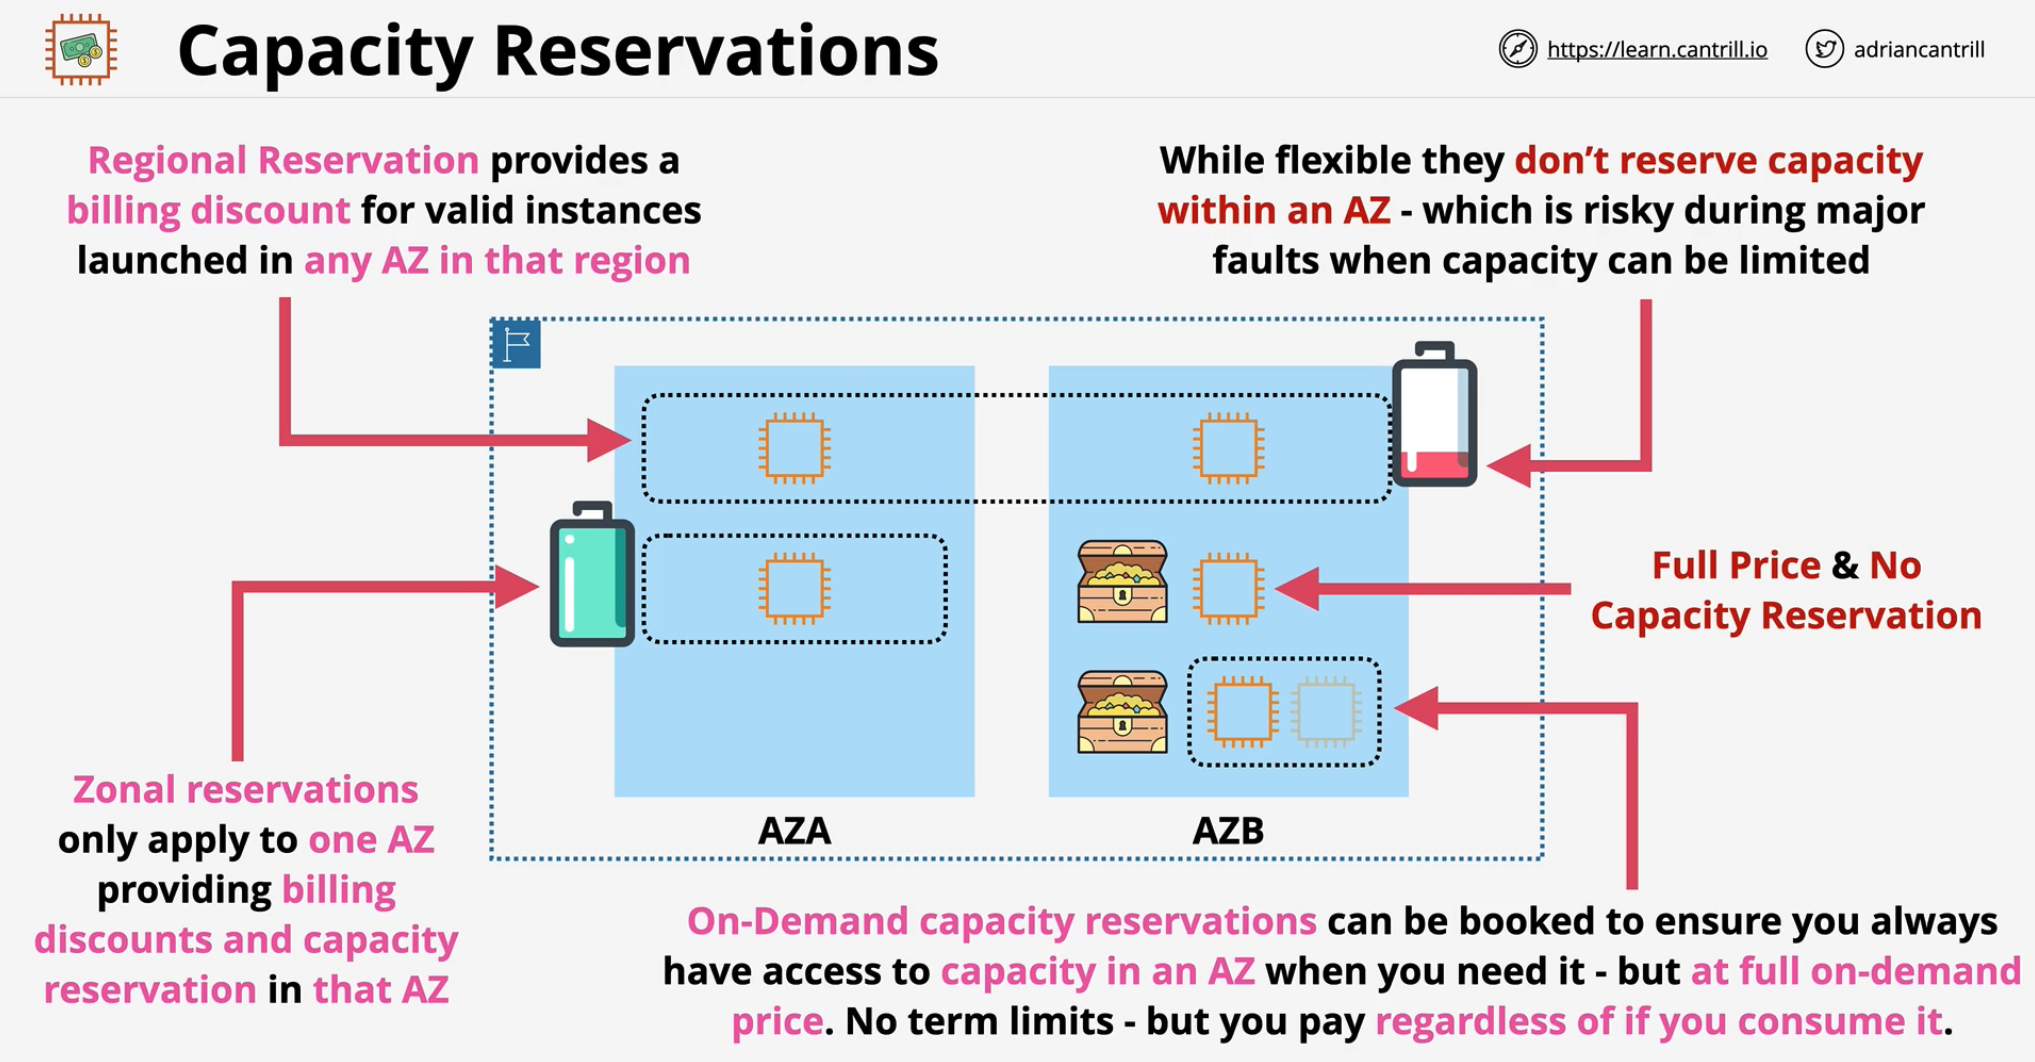 Capacity Reservations
https://learn.cantrill.io
adriancantrill
Regional Reservation provides a
billing discount for valid instances
launched in any AZ in that region
While flexible they don't reserve capacity
within an AZ - which is risky during major
faults when capacity can be limited
Full Price & No
Capacity Reservation
Zonal reservations
only apply to one AZ
providing billing
discounts and capacity
reservation in that AZ
AZA
AZB
On-Demand capacity reservations can be booked to ensure you always
have access to capacity in an AZ when you need it - but at full on-demand
price. No term limits - but you pay regardless of if you consume it.